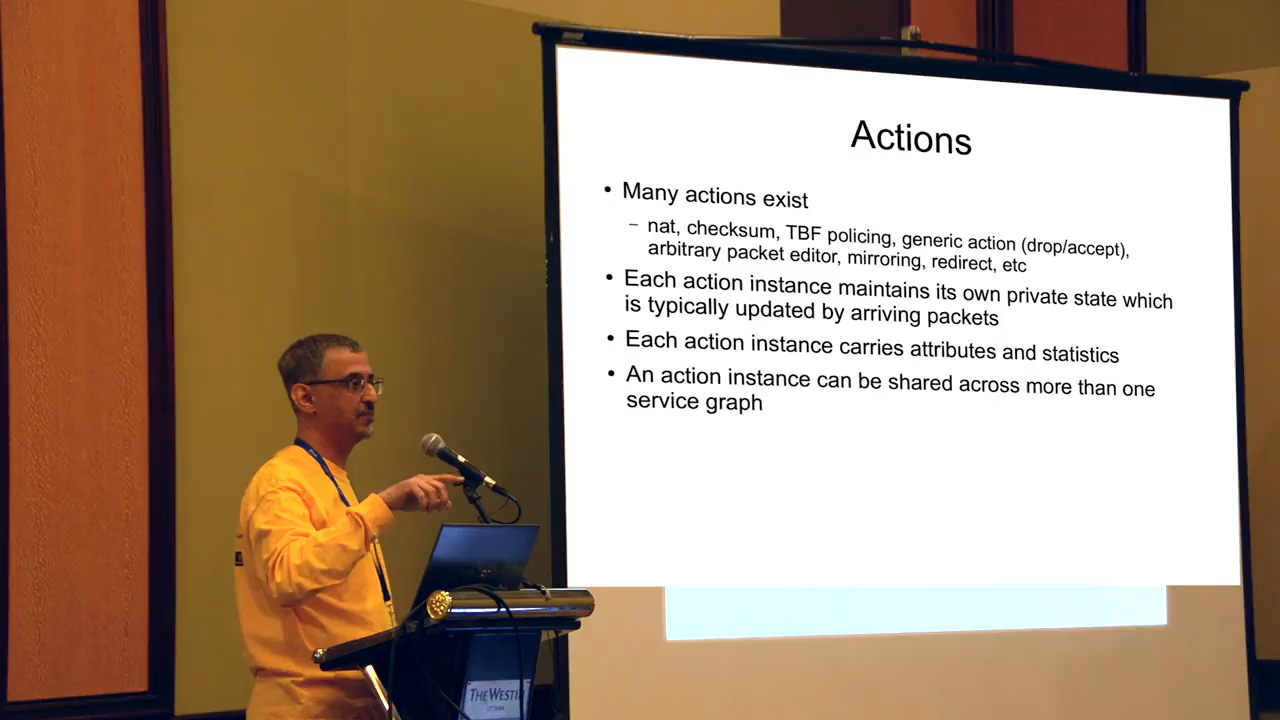 Actions
• Many actions exist
– nat, checksum, TBF policing, generic action (drop/accept),
arbitrary packet editor, mirroring, redirect, etc
• Each action instance maintains its own private state which
is typically updated by arriving packets
• Each action instance carries attributes and statistics
• An action instance can be shared across more than one
service graph
THE WESTIN
OTTAWA